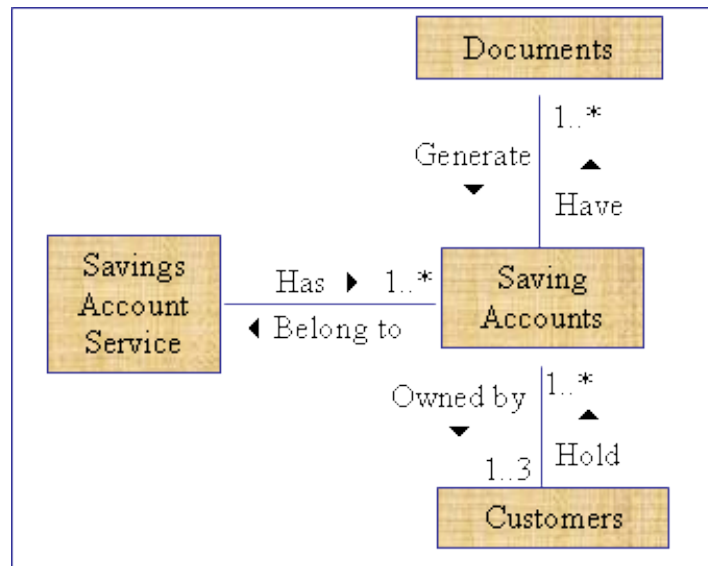 Documents
1..*
Generate
Have
Savings
Account
Service
Has 1..*
Belong to
Saving
Accounts
1..*
Owned by
Hold
1..3
Customers